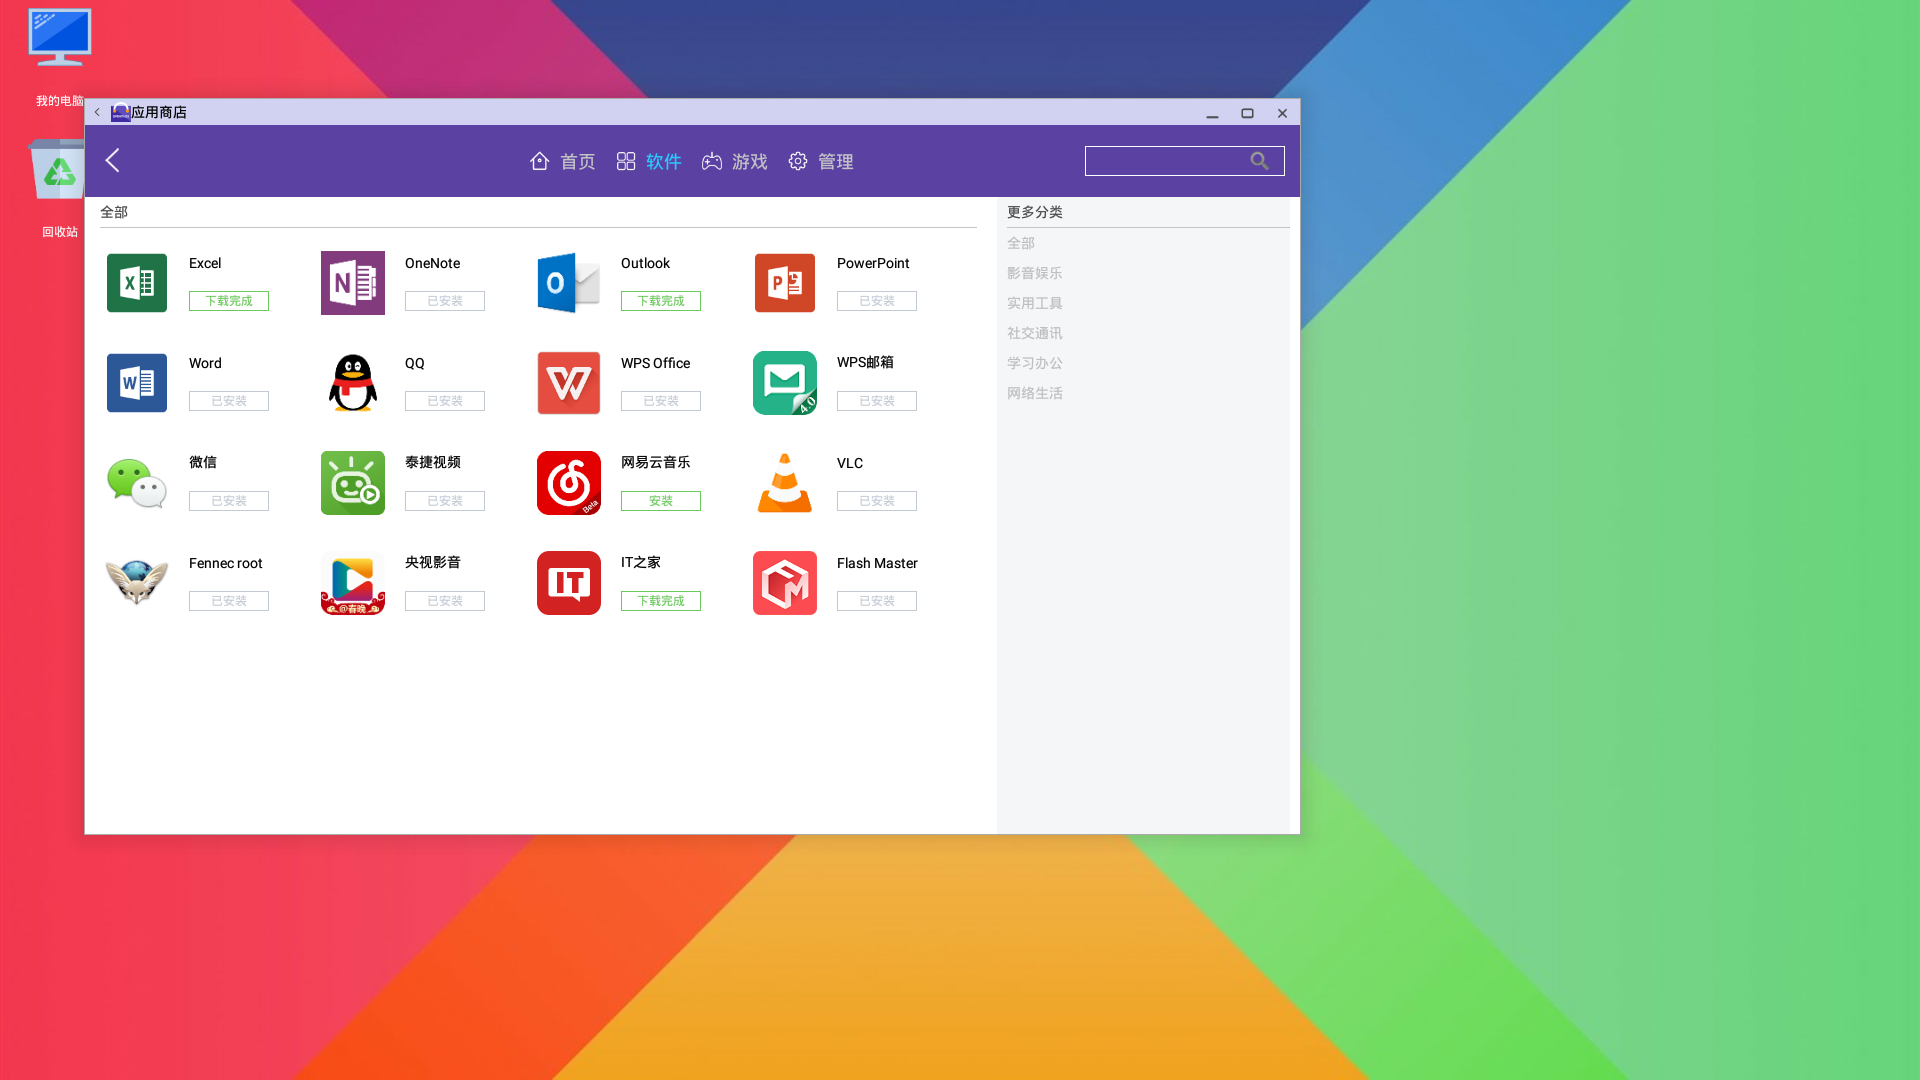 我的电脑
回收站
应用商店
首页 软件 游戏 管理
全部
Excel
下载完成
OneNote
已安装
Outlook
下载完成
PowerPoint
已安装
Word
已安装
QQ
已安装
WPS Office
已安装
WPS邮箱
已安装
4.0
微信
已安装
泰捷视频
已安装
网易云音乐
安装
Beta
VLC
已安装
Fennec root
已安装
央视影音
已安装
@春晚
IT之家
下载完成
IT
Flash Master
已安装
更多分类
全部
影音娱乐
实用工具
社交通讯
学习办公
网络生活